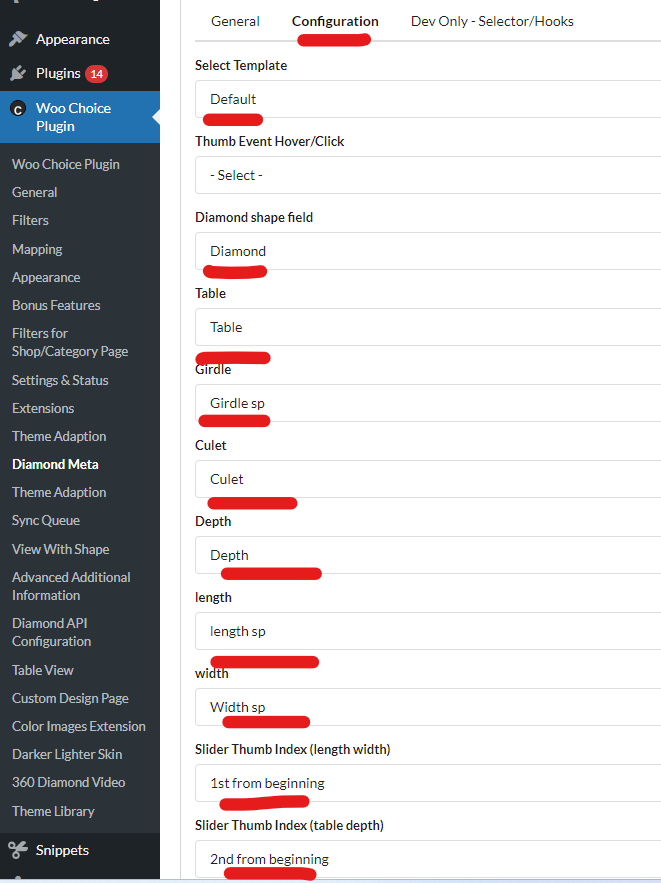 Appearance
Plugins 14
C Woo Choice
Plugin
Woo Choice Plugin
General
Filters
Mapping
Appearance
Bonus Features
Filters for
Shop/Category Page
Settings & Status
Extensions
Theme Adaption
Diamond Meta
Theme Adaption
Sync Queue
View With Shape
Advanced Additional
Information
Diamond API
Configuration
Table View
Custom Design Page
Color Images Extension
Darker Lighter Skin
360 Diamond Video
Theme Library
Snippets
General Configuration Dev Only - Selector/Hooks
Select Template
Default
Thumb Event Hover/Click
- Select -
Diamond shape field
Diamond
Table
Table
Girdle
Girdle sp
Culet
Culet
Depth
Depth
length
length sp
width
Width sp
Slider Thumb Index (length width)
1st from beginning
Slider Thumb Index (table depth)
2nd from beginning